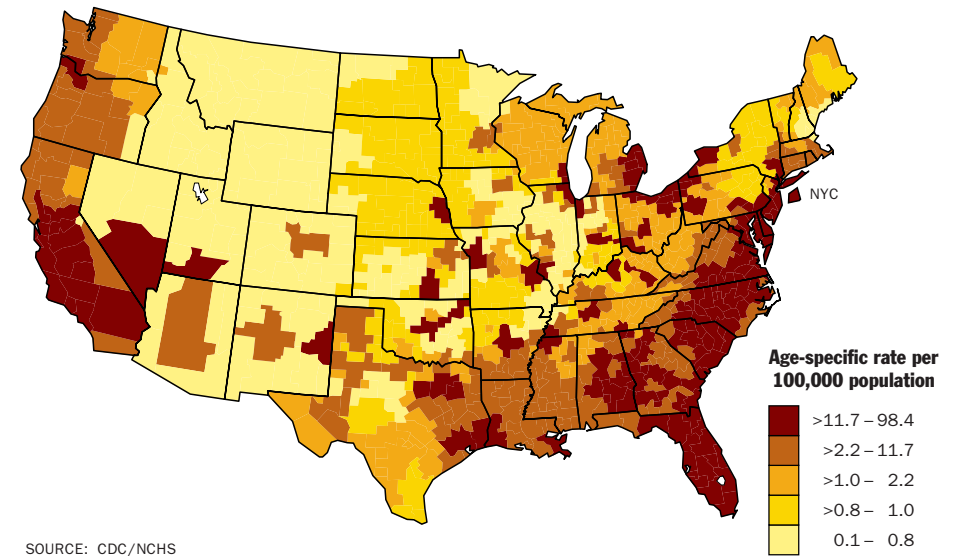 NYC
Age-specific rate per
100,000 population
>11.7 – 98.4
>2.2 – 11.7
>1.0 – 2.2
>0.8 – 1.0
0.1 – 0.8
SOURCE: CDC/NCHS